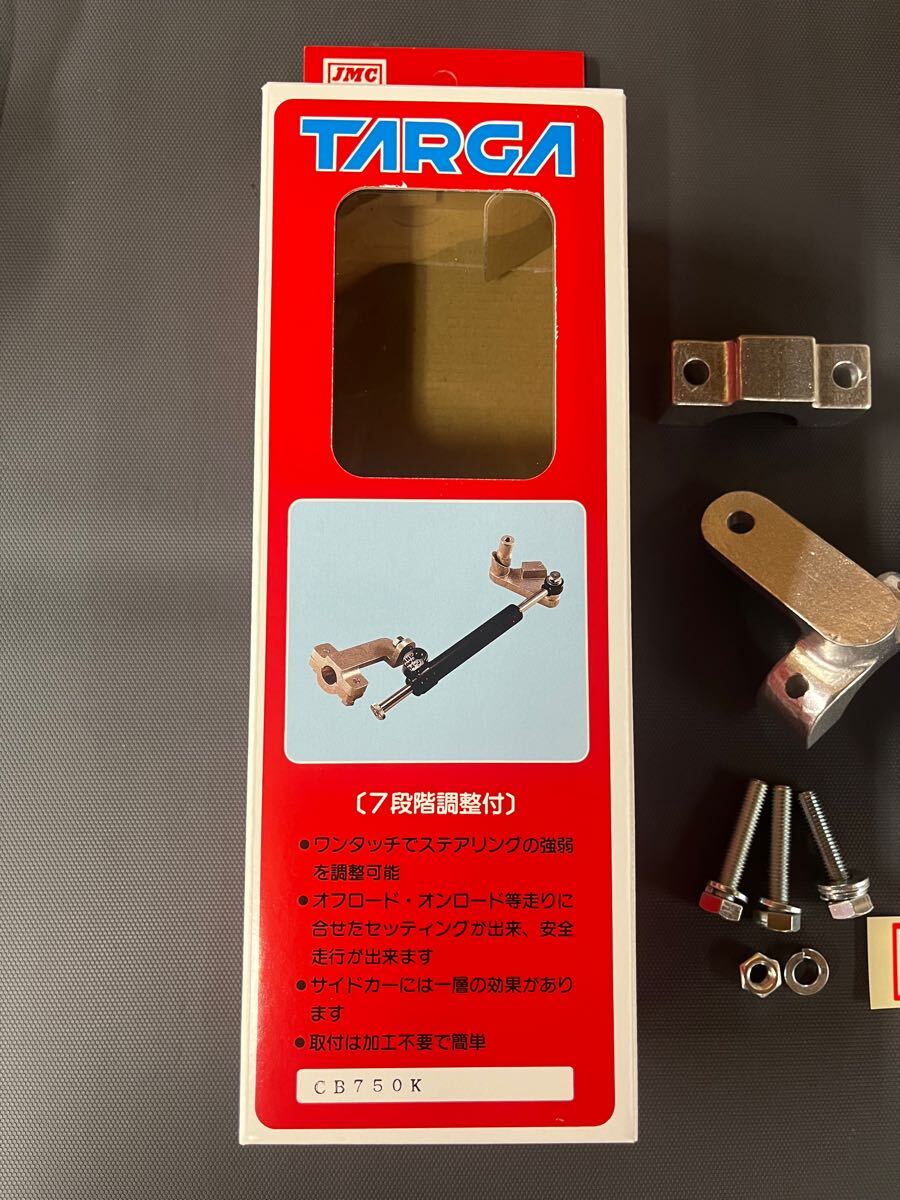 JMC
TARGA
〔7段階調整付〕
●ワンタッチでステアリングの強弱
を調整可能
●オフロード・オンロード等走りに
合せたセッティングが出来、安全
走行が出来ます
●サイドカーには一層の効果があり
ます
●取付は加工不要で簡単
CB750K